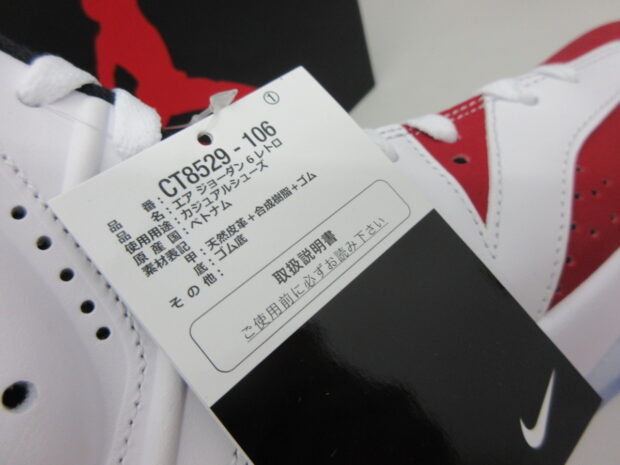 ①
品番:CT8529-106
品名:エア ジョーダン 6 レトロ
使用用途:カジュアルシューズ
原産国:ベトナム
素材表記 甲:天然皮革+合成樹脂+ゴム
底:ゴム底
その他:
取扱説明書
ご使用前に必ずお読み下さい